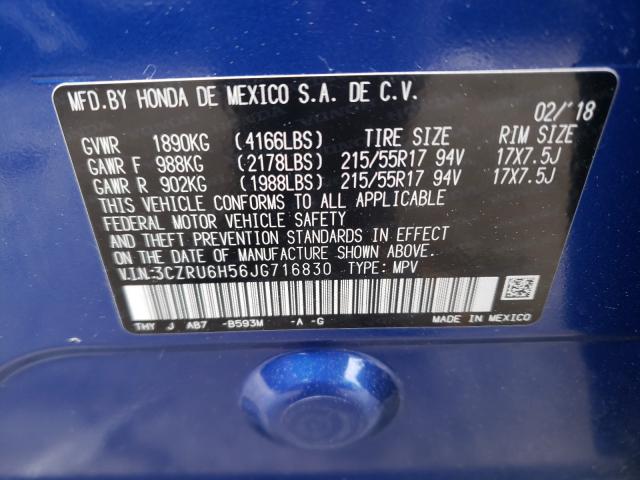 MFD.BY HONDA DE MEXICO S.A. DE C.V.
02/'18
GVWR 1890KG (4166LBS) TIRE SIZE RIM SIZE
GAWR F 988KG (2178LBS) 215/55R17 94V 17X7.5J
GAWR R 902KG (1988LBS) 215/55R17 94V 17X7.5J
THIS VEHICLE CONFORMS TO ALL APPLICABLE
FEDERAL MOTOR VEHICLE SAFETY
AND THEFT PREVENTION STANDARDS IN EFFECT
ON THE DATE OF MANUFACTURE SHOWN ABOVE.
V.I.N:3CZRU6H56JG716830 TYPE: MPV
THY J AB7 -B593M -A -G
MADE IN MEXICO